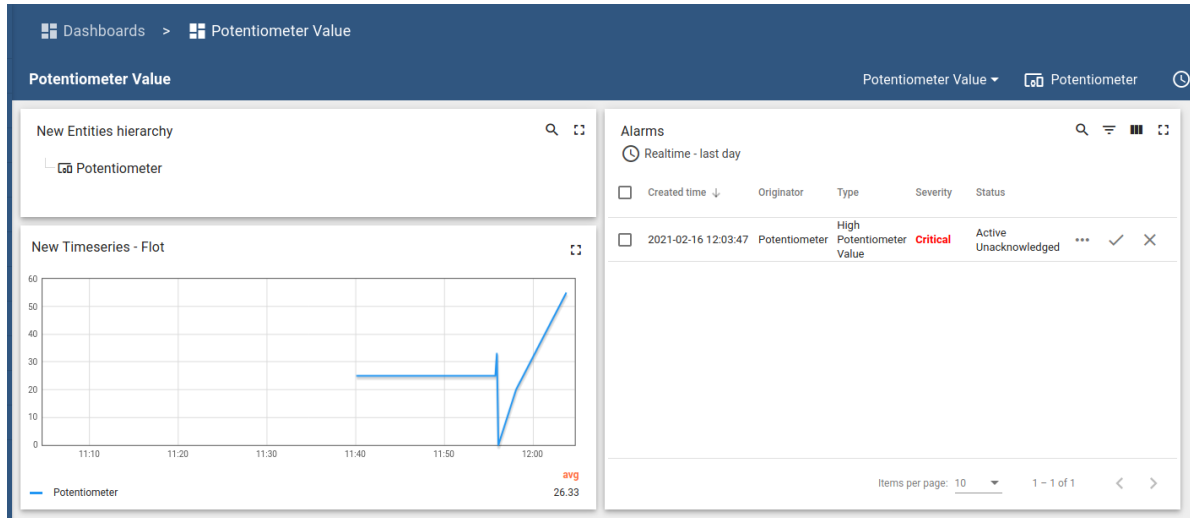 Dashboards > Potentiometer Value
Potentiometer Value
Potentiometer Value
Potentiometer
New Entities hierarchy
Potentiometer
New Timeseries - Flot
60
50
40
30
20
10
0
11:10 11:20 11:30 11:40 11:50 12:00
avg
Potentiometer 26.33
Alarms
Realtime - last day
Created time Originator Type Severity Status
2021-02-16 12:03:47 Potentiometer High Potentiometer Value Critical Active Unacknowledged
Items per page: 10 1 – 1 of 1